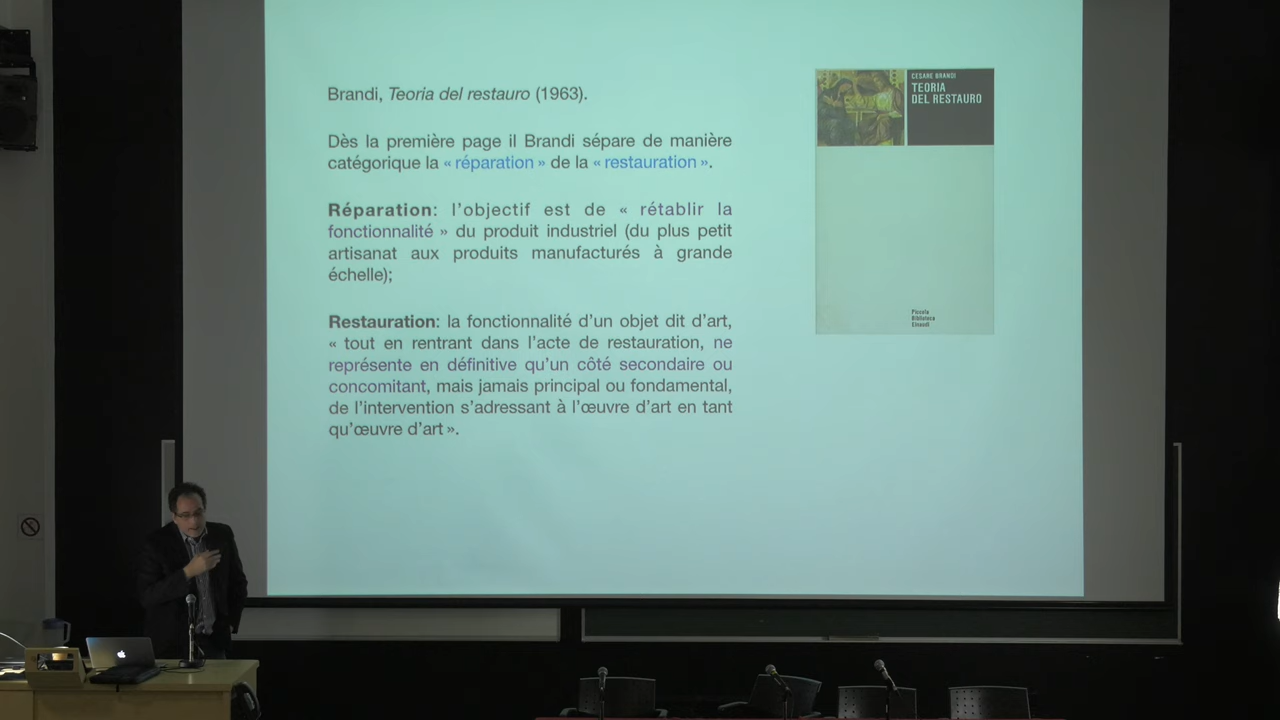 Brandi, Teoria del restauro (1963).
Dès la première page il Brandi sépare de manière
catégorique la « réparation » de la « restauration ».
Réparation: l’objectif est de « rétablir la
fonctionnalité » du produit industriel (du plus petit
artisanat aux produits manufacturés à grande
échelle);
Restauration: la fonctionnalité d’un objet dit d’art,
« tout en rentrant dans l’acte de restauration, ne
représente en définitive qu’un côté secondaire ou
concomitant, mais jamais principal ou fondamental,
de l’intervention s’adressant à l’œuvre d’art en tant
qu’œuvre d’art ».
CESARE BRANDI
TEORIA
DEL RESTAURO
Piccola
Biblioteca
Einaudi